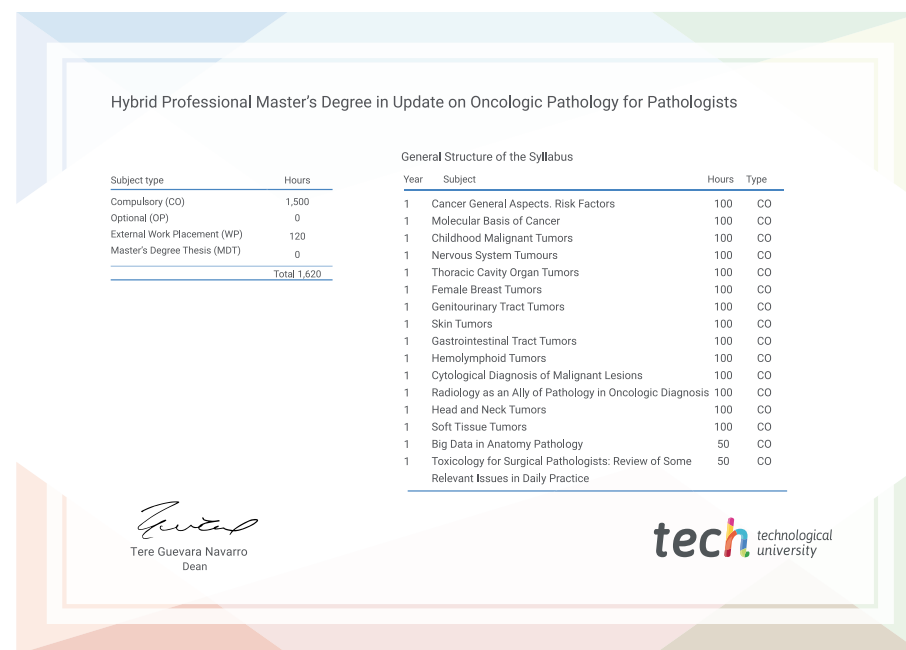 Hybrid Professional Master's Degree in Update on Oncologic Pathology for Pathologists
Subject type Hours
Compulsory (CO) 1,500
Optional (OP) 0
External Work Placement (WP) 120
Master's Degree Thesis (MDT) 0
Total 1,620
General Structure of the Syllabus
Year Subject Hours Type
1 Cancer General Aspects. Risk Factors 100 CO
1 Molecular Basis of Cancer 100 CO
1 Childhood Malignant Tumors 100 CO
1 Nervous System Tumours 100 CO
1 Thoracic Cavity Organ Tumors 100 CO
1 Female Breast Tumors 100 CO
1 Genitourinary Tract Tumors 100 CO
1 Skin Tumors 100 CO
1 Gastrointestinal Tract Tumors 100 CO
1 Hemolymphoid Tumors 100 CO
1 Cytological Diagnosis of Malignant Lesions 100 CO
1 Radiology as an Ally of Pathology in Oncologic Diagnosis 100 CO
1 Head and Neck Tumors 100 CO
1 Soft Tissue Tumors 100 CO
1 Big Data in Anatomy Pathology 50 CO
1 Toxicology for Surgical Pathologists: Review of Some 50 CO
Relevant Issues in Daily Practice
Tere Guevara Navarro
Dean
tech technological
university